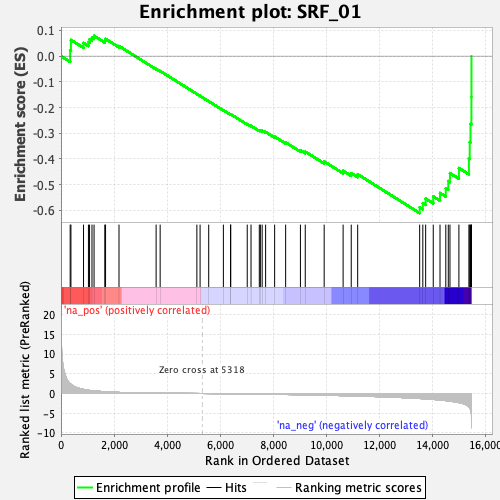 Enrichment plot: SRF_01
Enrichment score (ES)
0.1
0.0
-0.1
-0.2
-0.3
-0.4
-0.5
-0.6
'na_pos' (positively correlated)
Ranked list metric (PreRanked)
20
15
10
5
0
-5
-10
Zero cross at 5318
'na_neg' (negatively correlated)
0 2,000 4,000 6,000 8,000 10,000 12,000 14,000 16,000
Rank in Ordered Dataset
Enrichment profile Hits Ranking metric scores